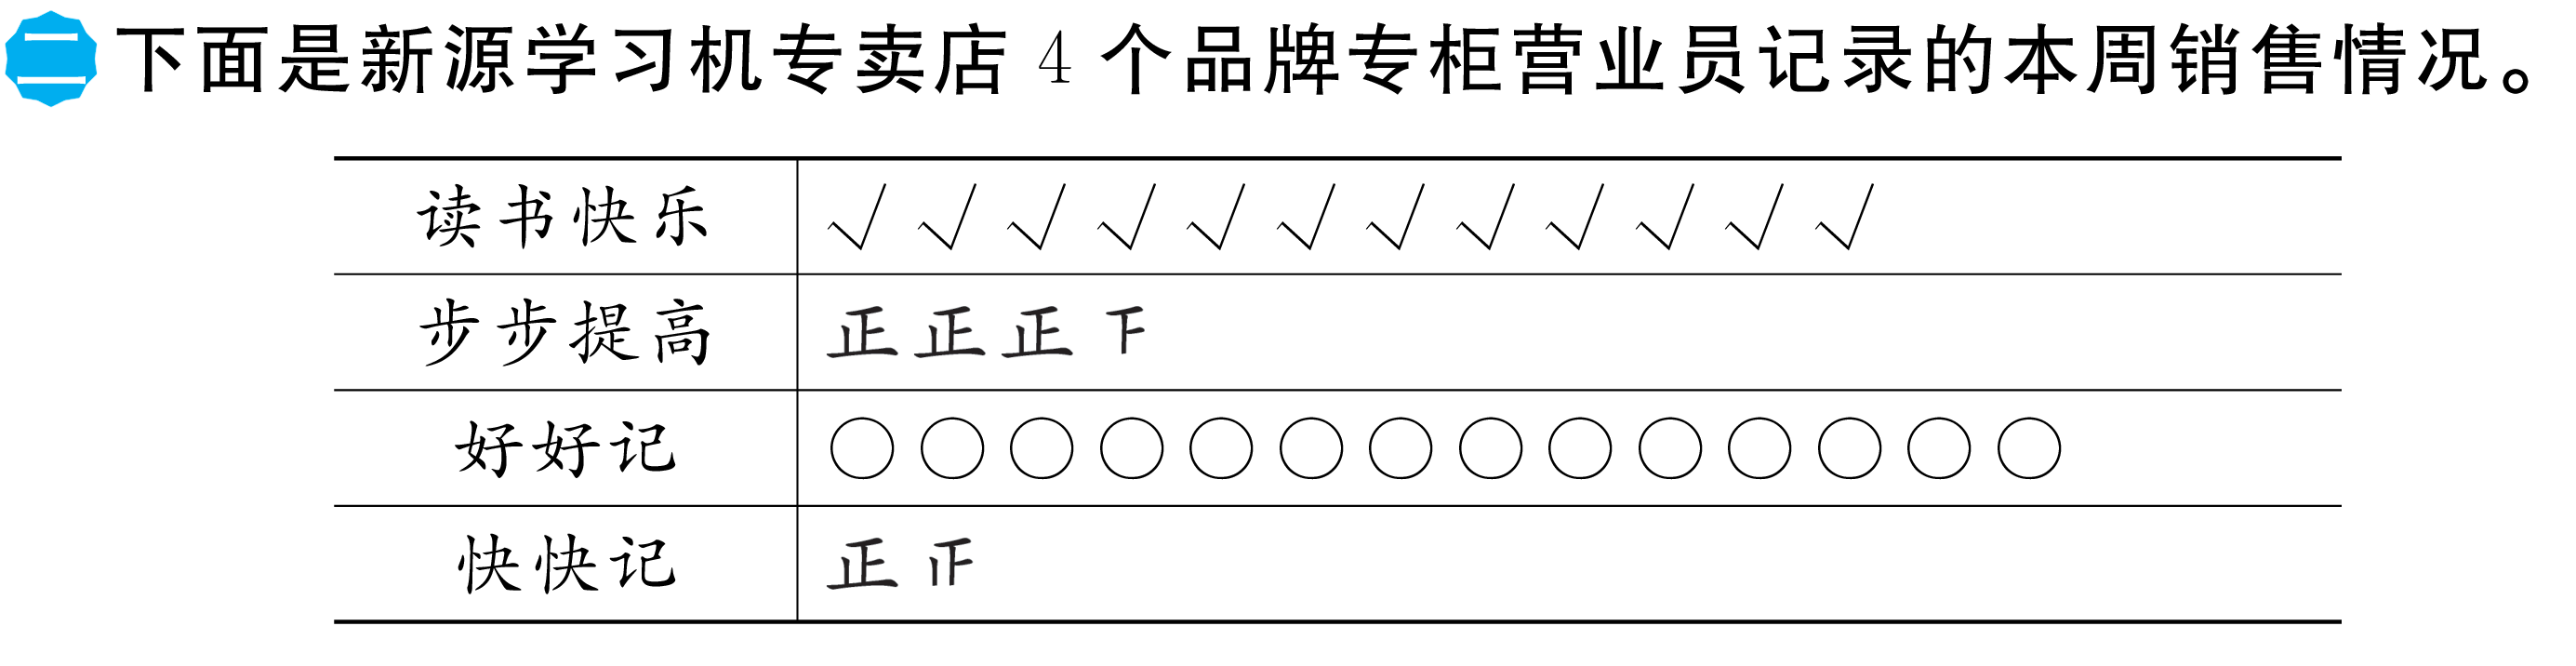 二 下面是新源学习机专卖店 4 个品牌专柜营业员记录的本周销售情况。
读书快乐 √ √ √ √ √ √ √ √ √ √ √ √
步步提高 正 正 正 𝍴
好好记 ○ ○ ○ ○ ○ ○ ○ ○ ○ ○ ○ ○ ○ ○
快快记 正 𝍵